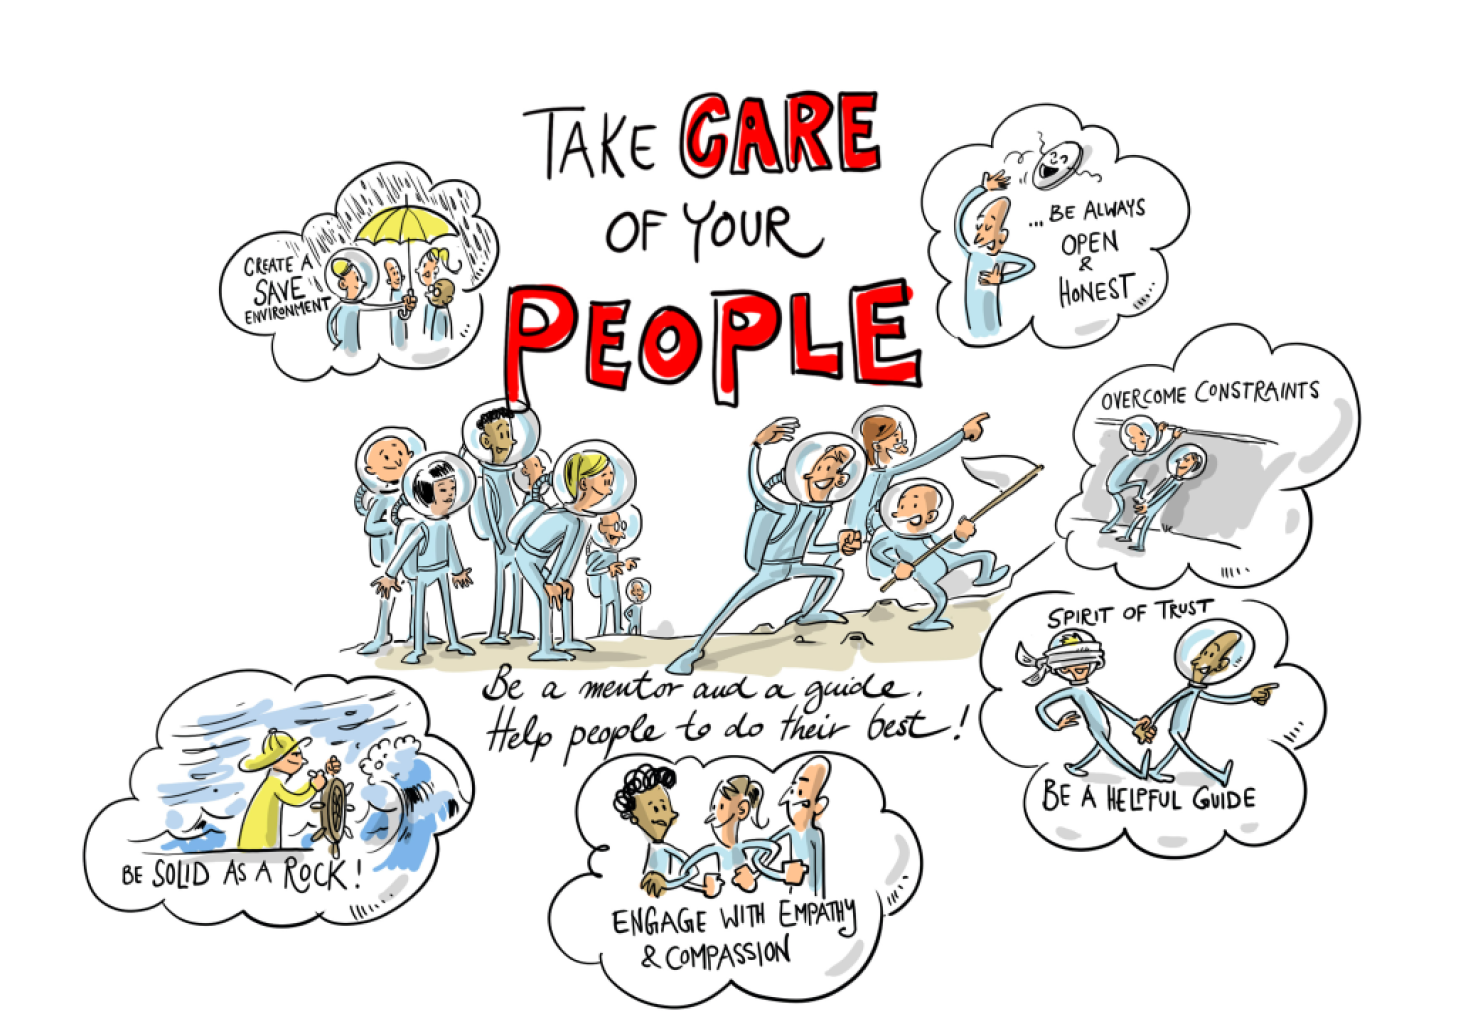 TAKE CARE
OF YOUR
PEOPLE
CREATE A
SAVE
ENVIRONMENT
...BE ALWAYS
OPEN
&
HONEST
OVERCOME CONSTRAINTS
SPIRIT OF TRUST
BE A HELPFUL GUIDE
Be a mentor and a guide.
Help people to do their best!
BE SOLID AS A ROCK!
ENGAGE WITH EMPATHY
& COMPASSION